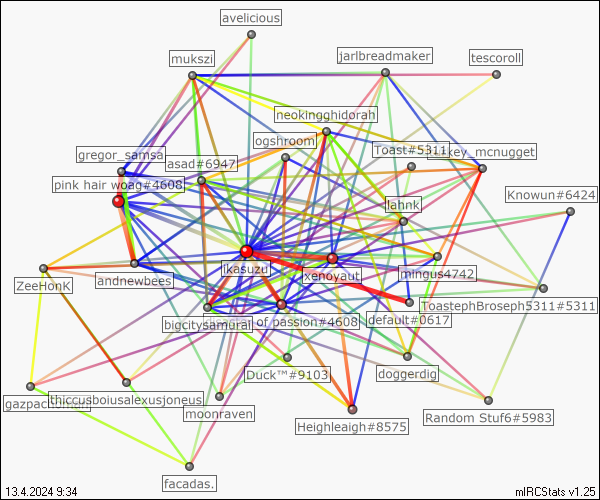 avelicious
mukszi
jarlbreadmaker
tescoroll
neokingghidorah
ogshroom
Toast#5311
key_mcnugget
gregor_samsa
asad#6947
pink hair woag#4608
Knowun#6424
lahnk
ikasuzu
xenoyaut
mingus4742
ZeeHonK
andnewbees
ToastephBroseph5311#5311
bigcitysamurai
of passion#4608
default#0617
Duck™#9103
doggerdig
thiccusboiusalexusjoneus
moonraven
Heighleaigh#8575
Random Stuf6#5983
facadas.
13.4.2024 9:34
mIRCStats v1.25